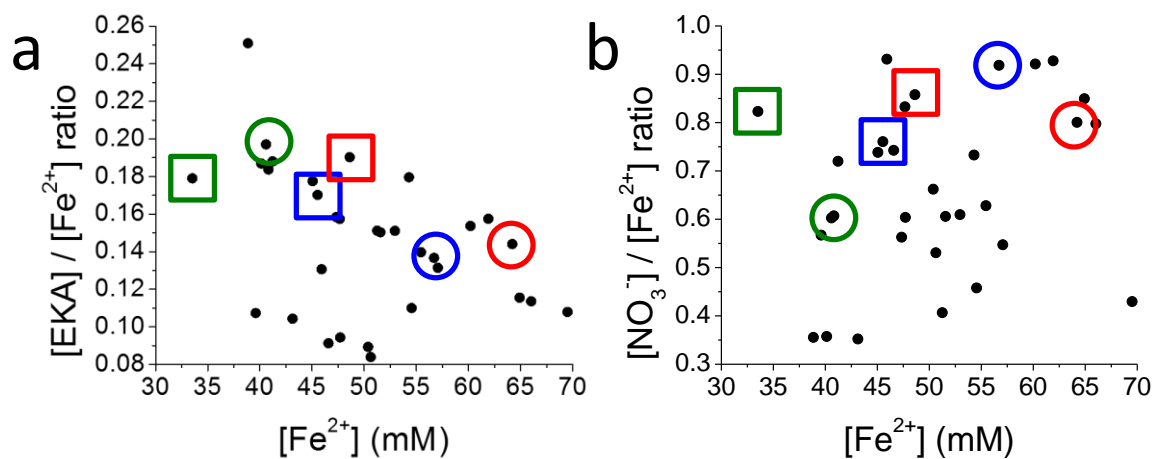 a
[EKA] / [Fe²⁺] ratio
0.26
0.24
0.22
0.20
0.18
0.16
0.14
0.12
0.10
0.08
30 35 40 45 50 55 60 65 70
[Fe²⁺] (mM)
b
[NO₃⁻] / [Fe²⁺] ratio
1.0
0.9
0.8
0.7
0.6
0.5
0.4
0.3
30 35 40 45 50 55 60 65 70
[Fe²⁺] (mM)